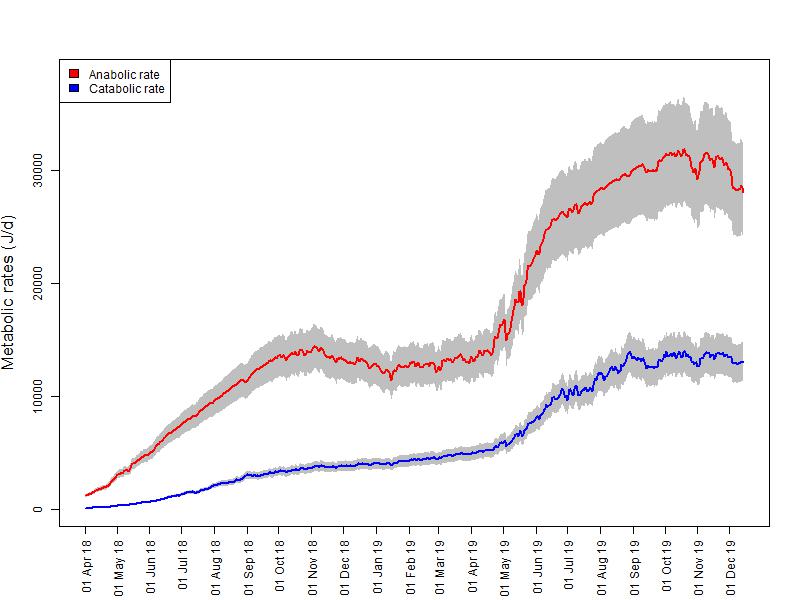 Anabolic rate
Catabolic rate
Metabolic rates (J/d)
30000
20000
10000
0
01 Apr 18
01 May 18
01 Jun 18
01 Jul 18
01 Aug 18
01 Sep 18
01 Oct 18
01 Nov 18
01 Dec 18
01 Jan 19
01 Feb 19
01 Mar 19
01 Apr 19
01 May 19
01 Jun 19
01 Jul 19
01 Aug 19
01 Sep 19
01 Oct 19
01 Nov 19
01 Dec 19